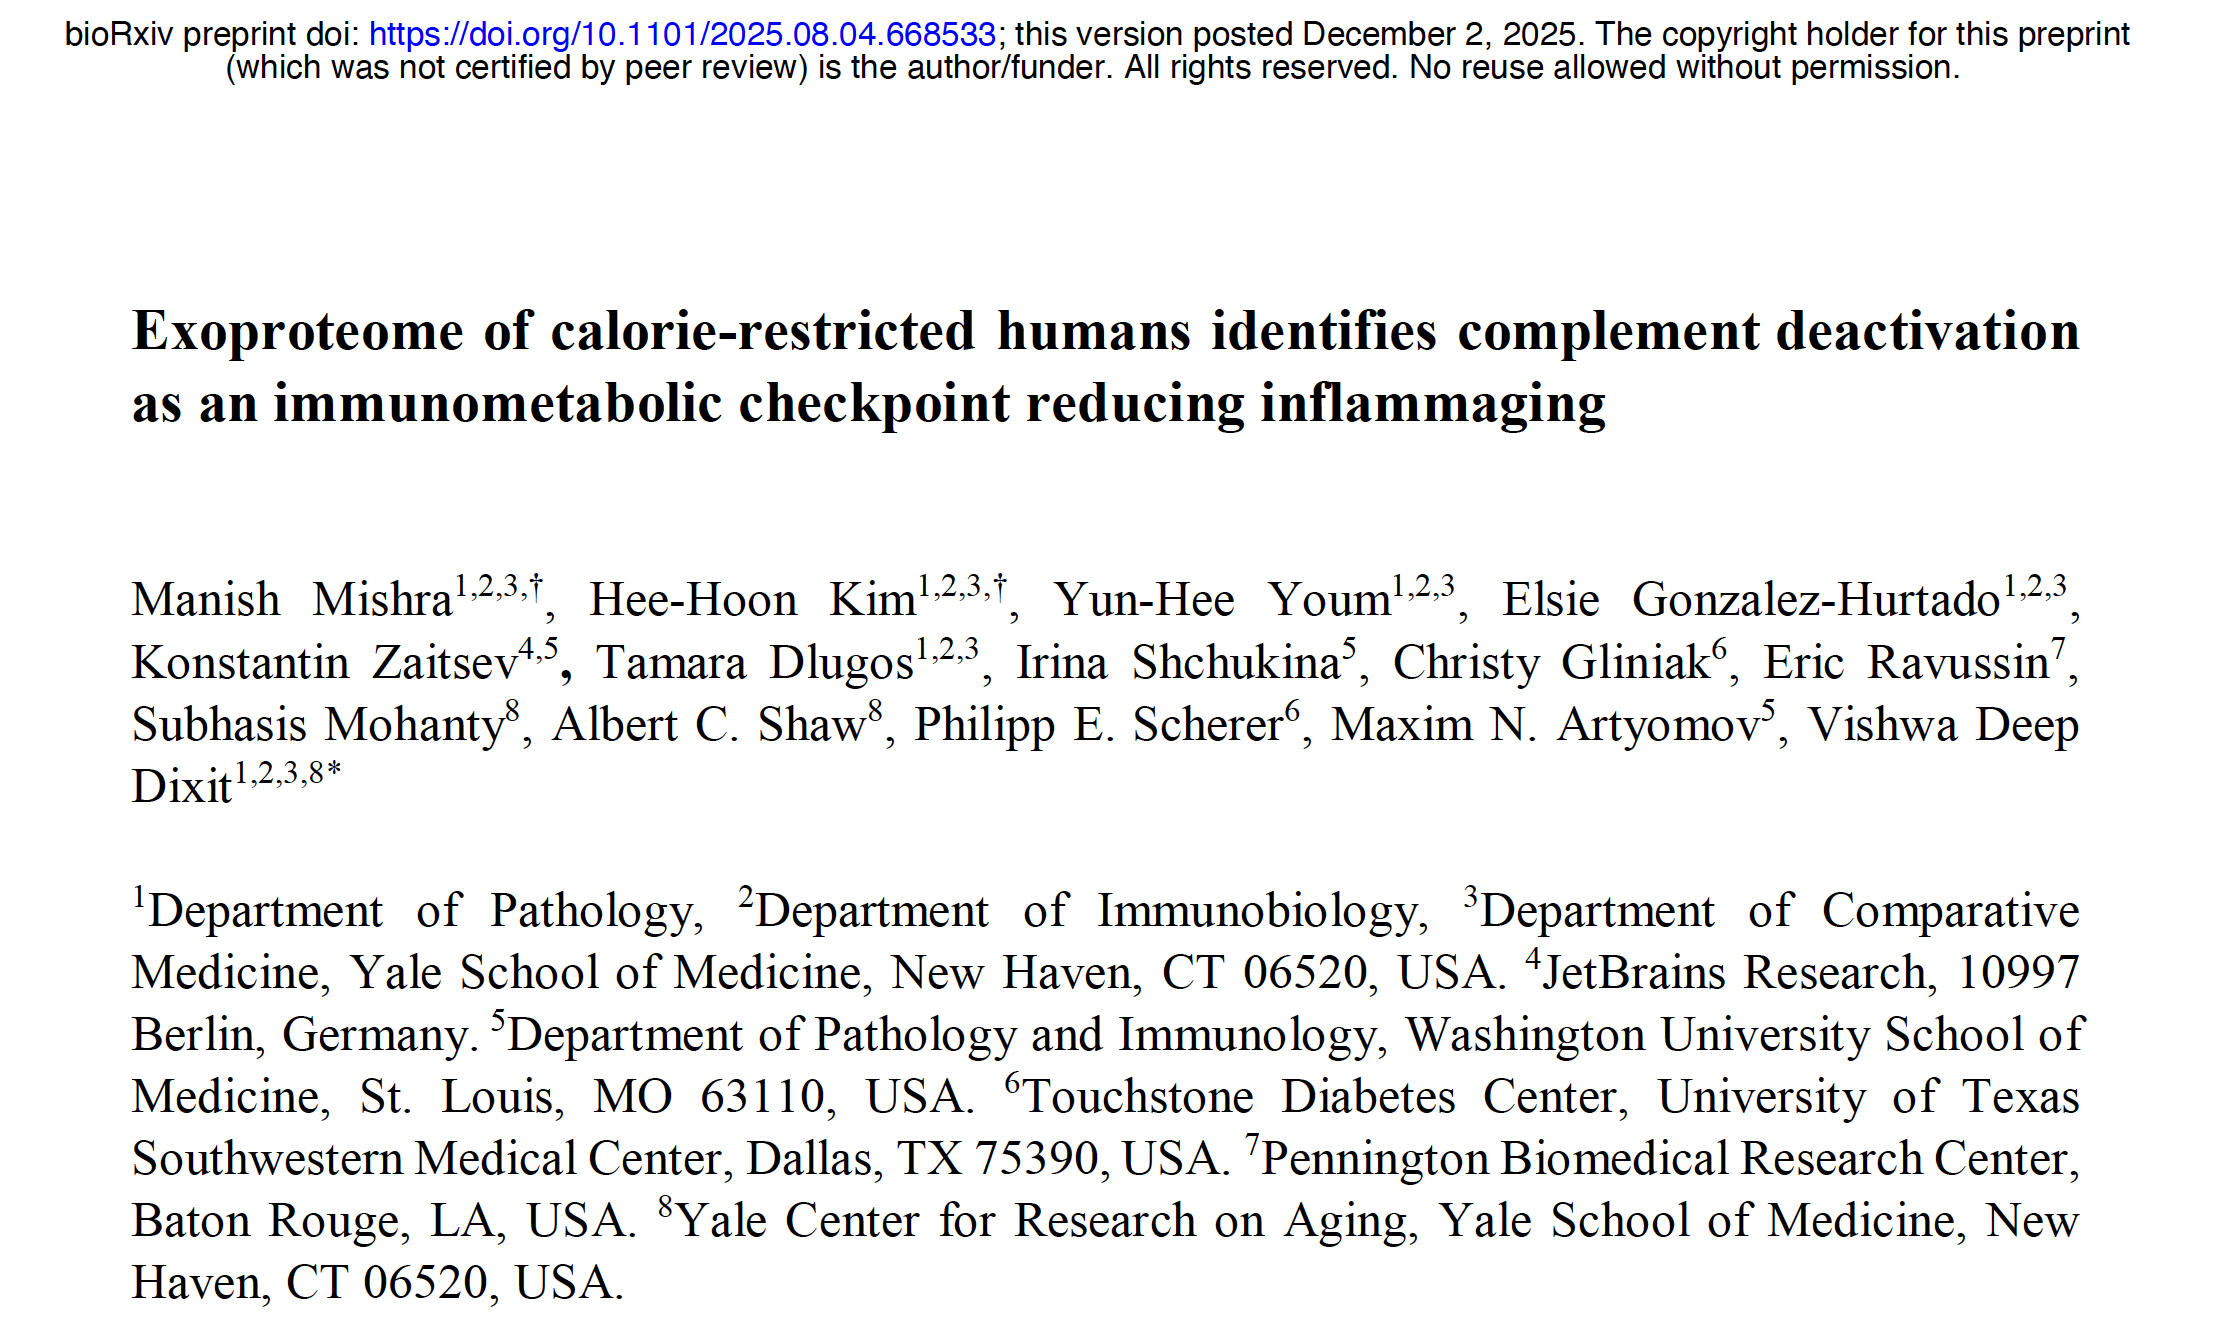 bioRxiv preprint doi: https://doi.org/10.1101/2025.08.04.668533; this version posted December 2, 2025. The copyright holder for this preprint
(which was not certified by peer review) is the author/funder. All rights reserved. No reuse allowed without permission.
Exoproteome of calorie-restricted humans identifies complement deactivation
as an immunometabolic checkpoint reducing inflammaging
Manish Mishra1,2,3,†, Hee-Hoon Kim1,2,3,†, Yun-Hee Youm1,2,3, Elsie Gonzalez-Hurtado1,2,3,
Konstantin Zaitsev4,5, Tamara Dlugos1,2,3, Irina Shchukina5, Christy Gliniak6, Eric Ravussin7,
Subhasis Mohanty8, Albert C. Shaw8, Philipp E. Scherer6, Maxim N. Artyomov5, Vishwa Deep
Dixit1,2,3,8*
1Department of Pathology, 2Department of Immunobiology, 3Department of Comparative
Medicine, Yale School of Medicine, New Haven, CT 06520, USA. 4JetBrains Research, 10997
Berlin, Germany. 5Department of Pathology and Immunology, Washington University School of
Medicine, St. Louis, MO 63110, USA. 6Touchstone Diabetes Center, University of Texas
Southwestern Medical Center, Dallas, TX 75390, USA. 7Pennington Biomedical Research Center,
Baton Rouge, LA, USA. 8Yale Center for Research on Aging, Yale School of Medicine, New
Haven, CT 06520, USA.